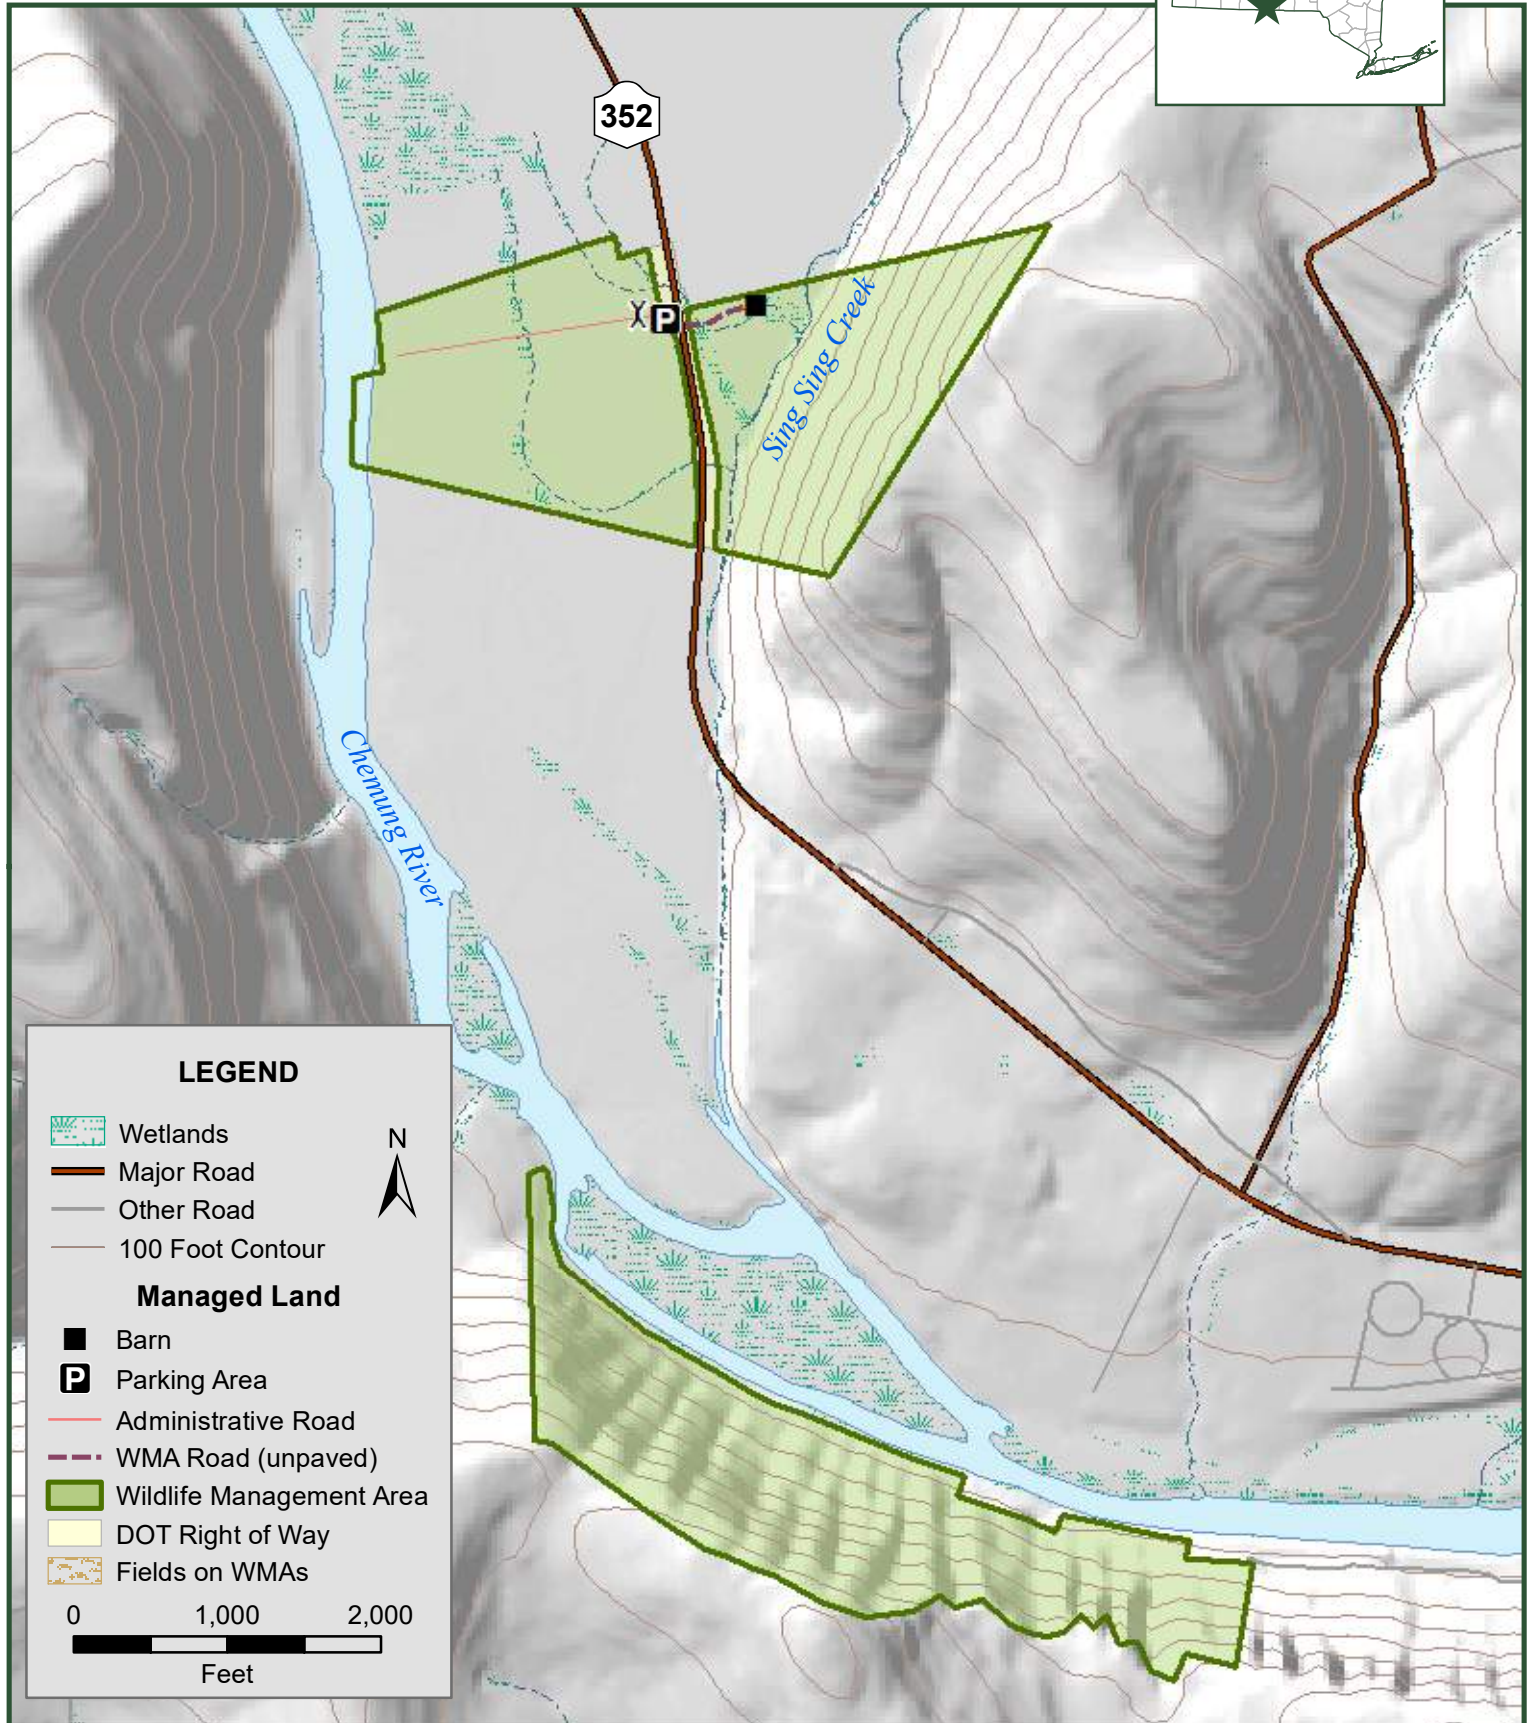 352
P
Sing Sing Creek
Chemung River
LEGEND
Wetlands
Major Road
Other Road
100 Foot Contour
N
Managed Land
Barn
P Parking Area
Administrative Road
WMA Road (unpaved)
Wildlife Management Area
DOT Right of Way
Fields on WMAs
0 1,000 2,000
Feet